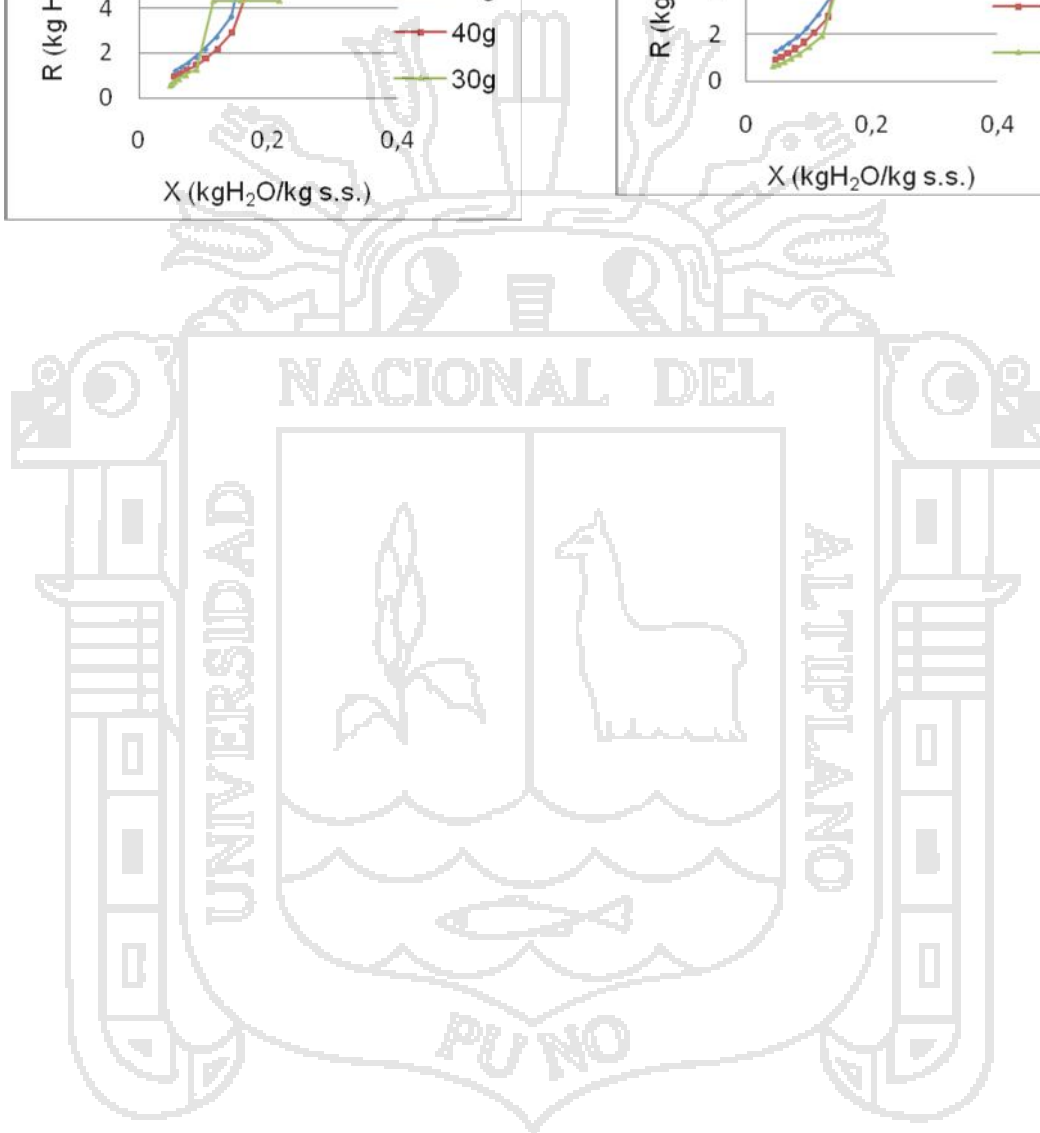 R (kg H
4
2
0
40g
30g
0 0,2 0,4
X (kgH₂O/kg s.s.)
R (kg
2
0
0 0,2 0,4
X (kgH₂O/kg s.s.)
NACIONAL DEL
UNIVERSIDAD
ALTIPLANO
PUNO